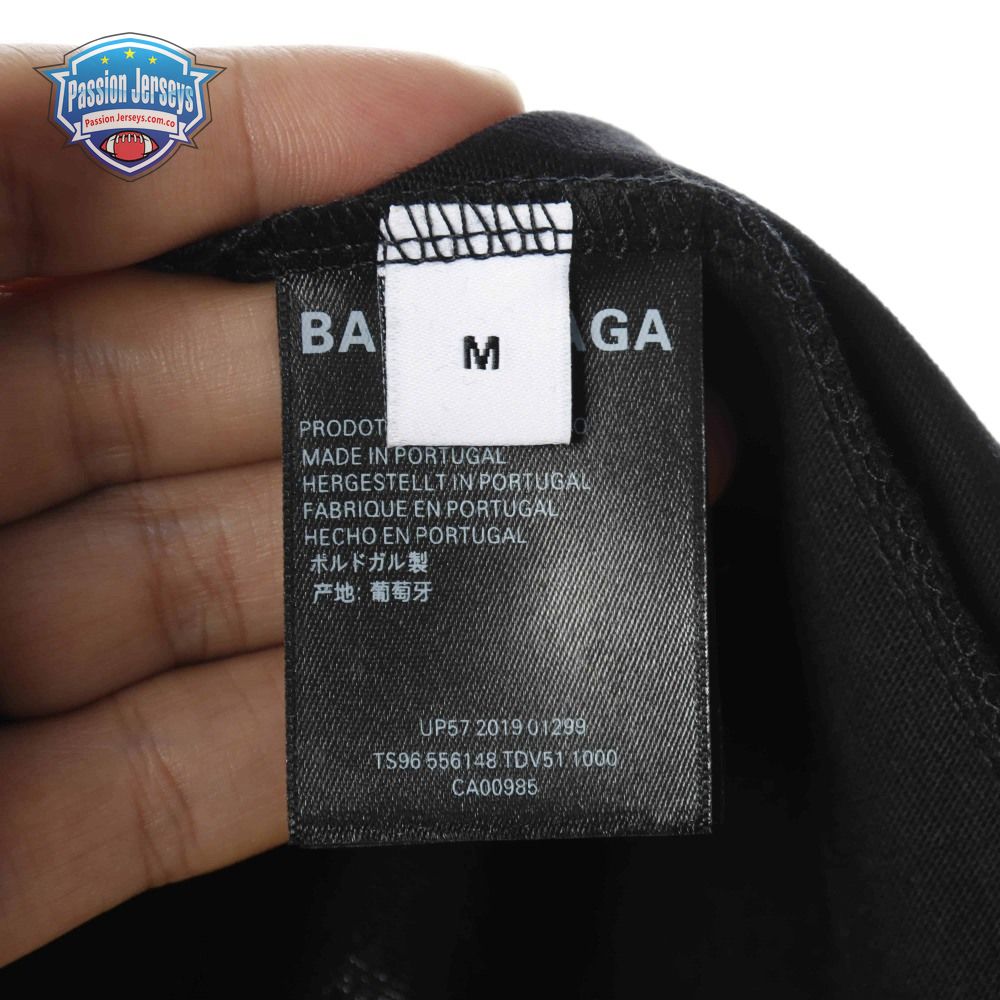 Passion Jerseys
Passion Jerseys.com.co
BA AGA
M
PRODOT O
MADE IN PORTUGAL
HERGESTELLT IN PORTUGAL
FABRIQUE EN PORTUGAL
HECHO EN PORTUGAL
ポルトガル製
产地: 葡萄牙
UP57 2019 01299
TS96 556148 TDV51 1000
CA00985